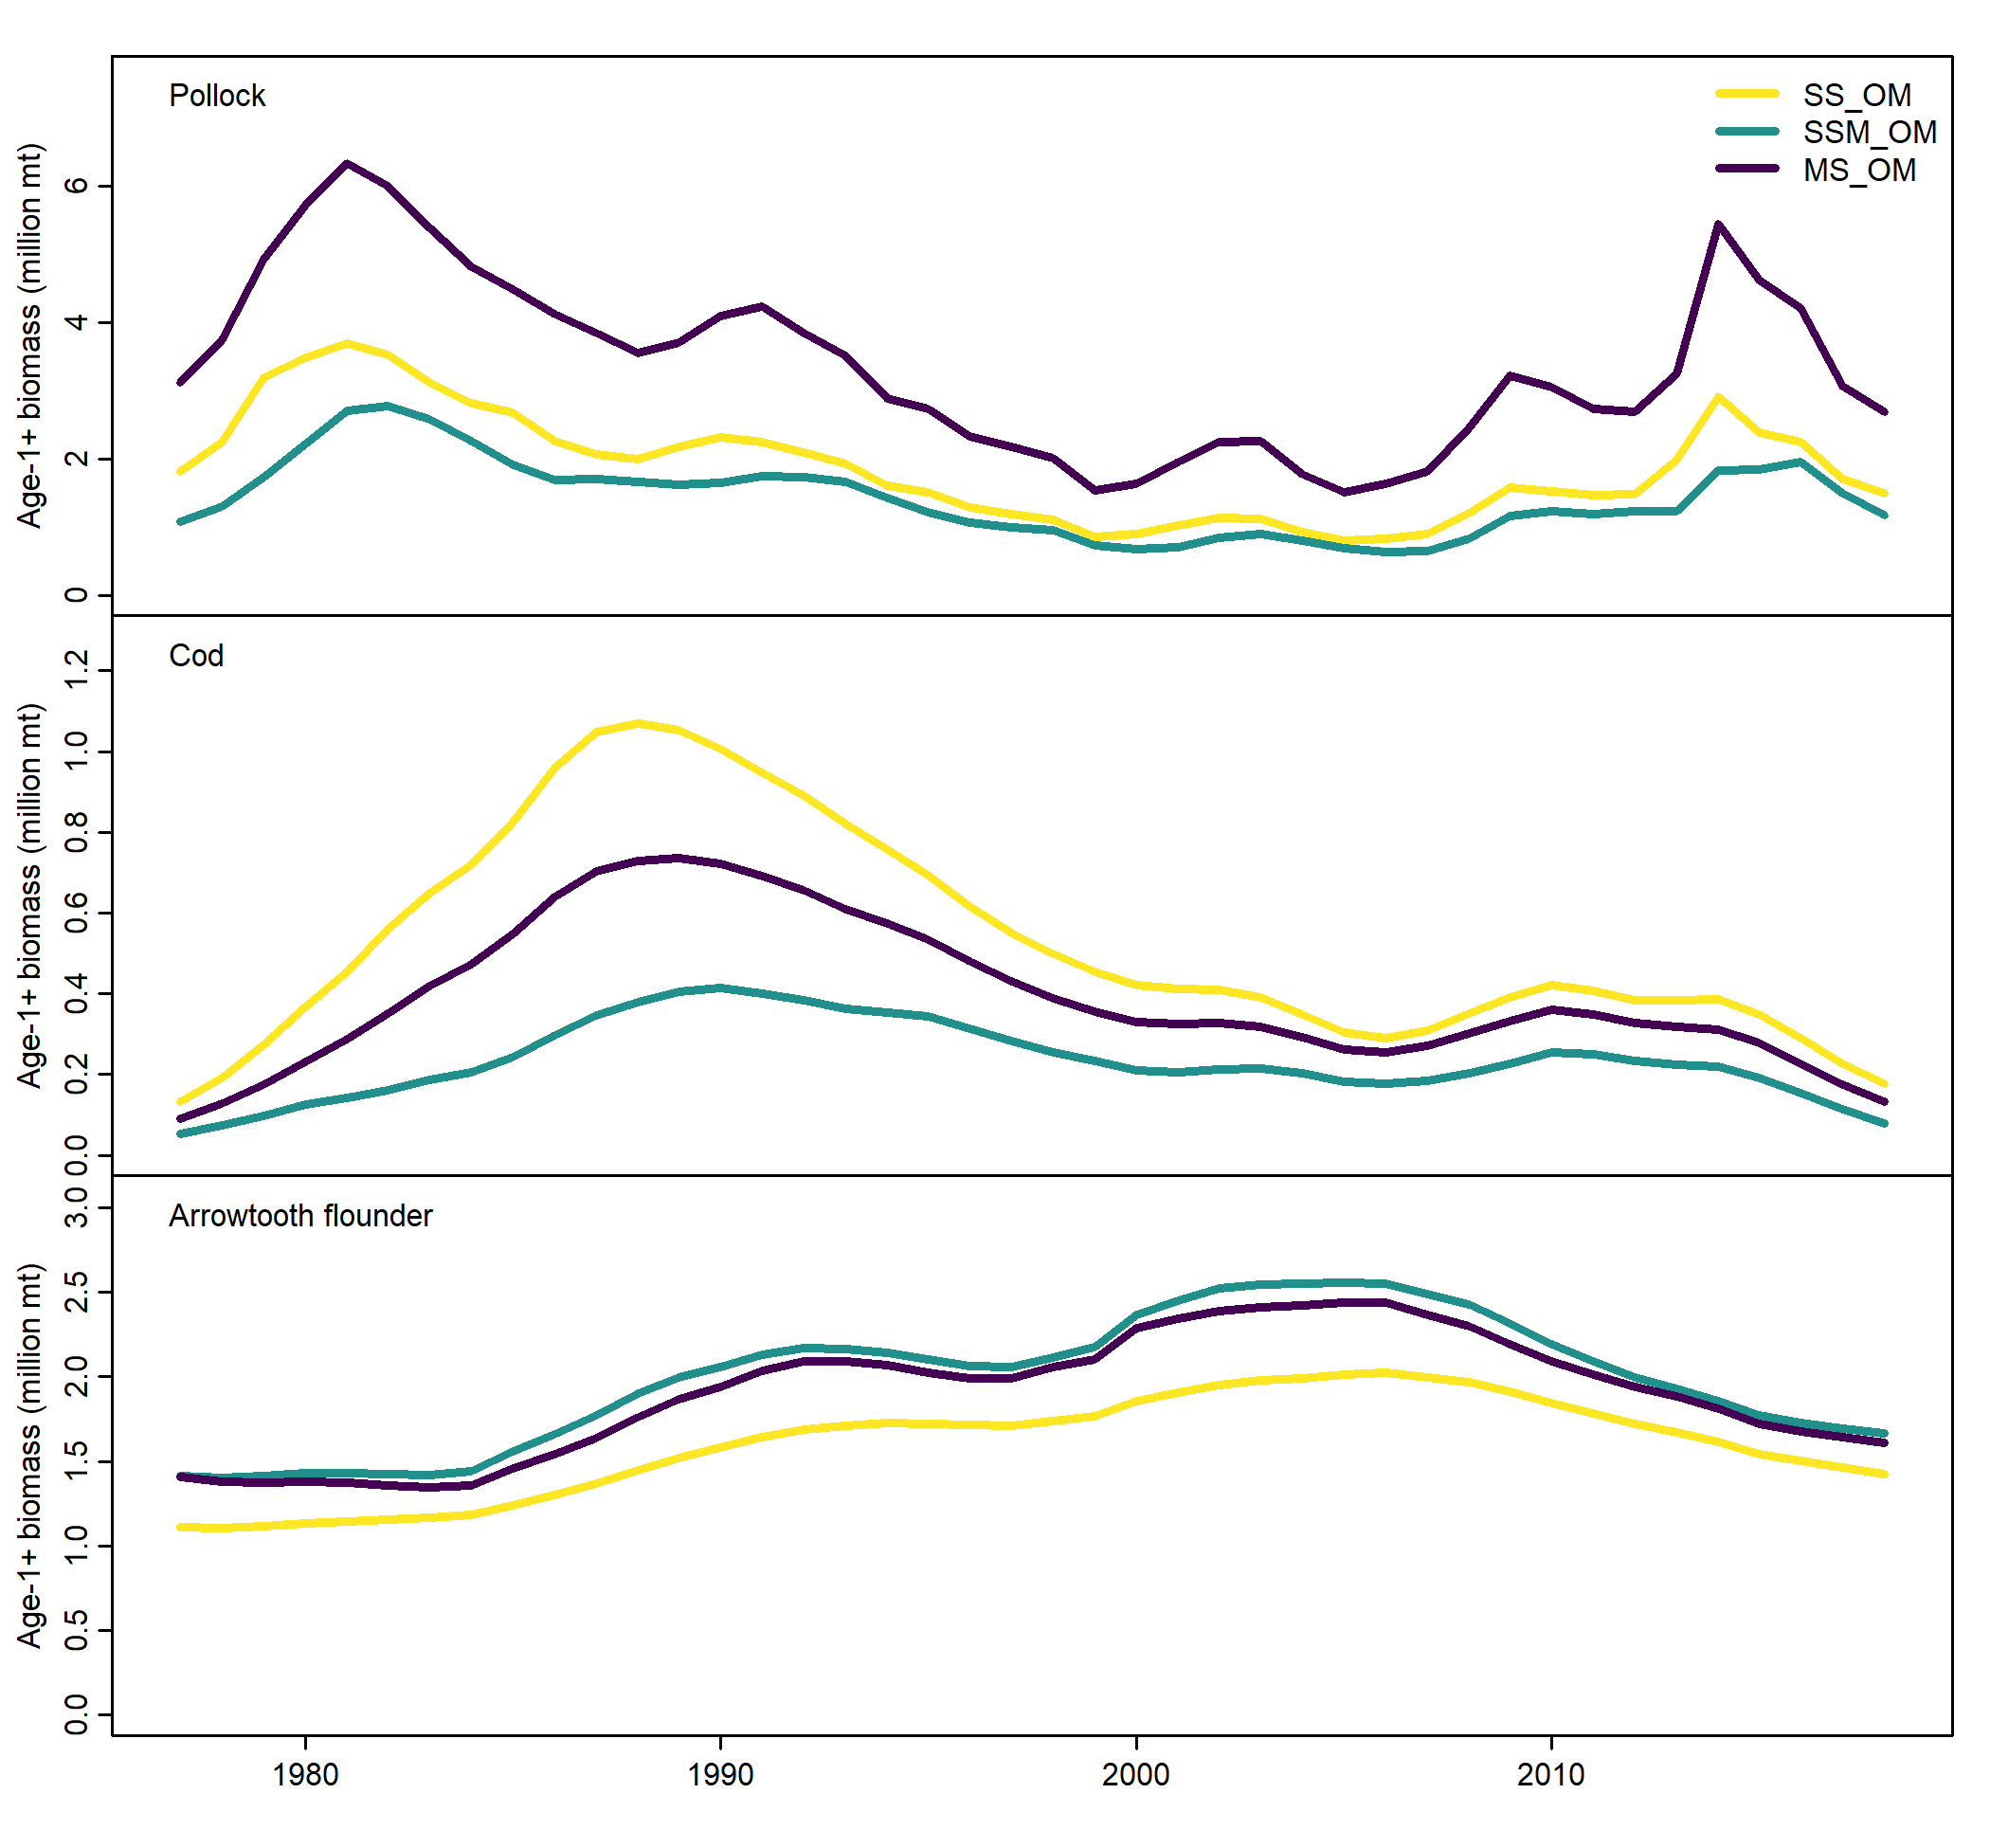 Pollock
SS_OM
SSM_OM
MS_OM
Age-1+ biomass (million mt)
6
4
2
0
Cod
Age-1+ biomass (million mt)
1.2
1.0
0.8
0.6
0.4
0.2
0.0
Arrowtooth flounder
Age-1+ biomass (million mt)
3.0
2.5
2.0
1.5
1.0
0.5
0.0
1980 1990 2000 2010